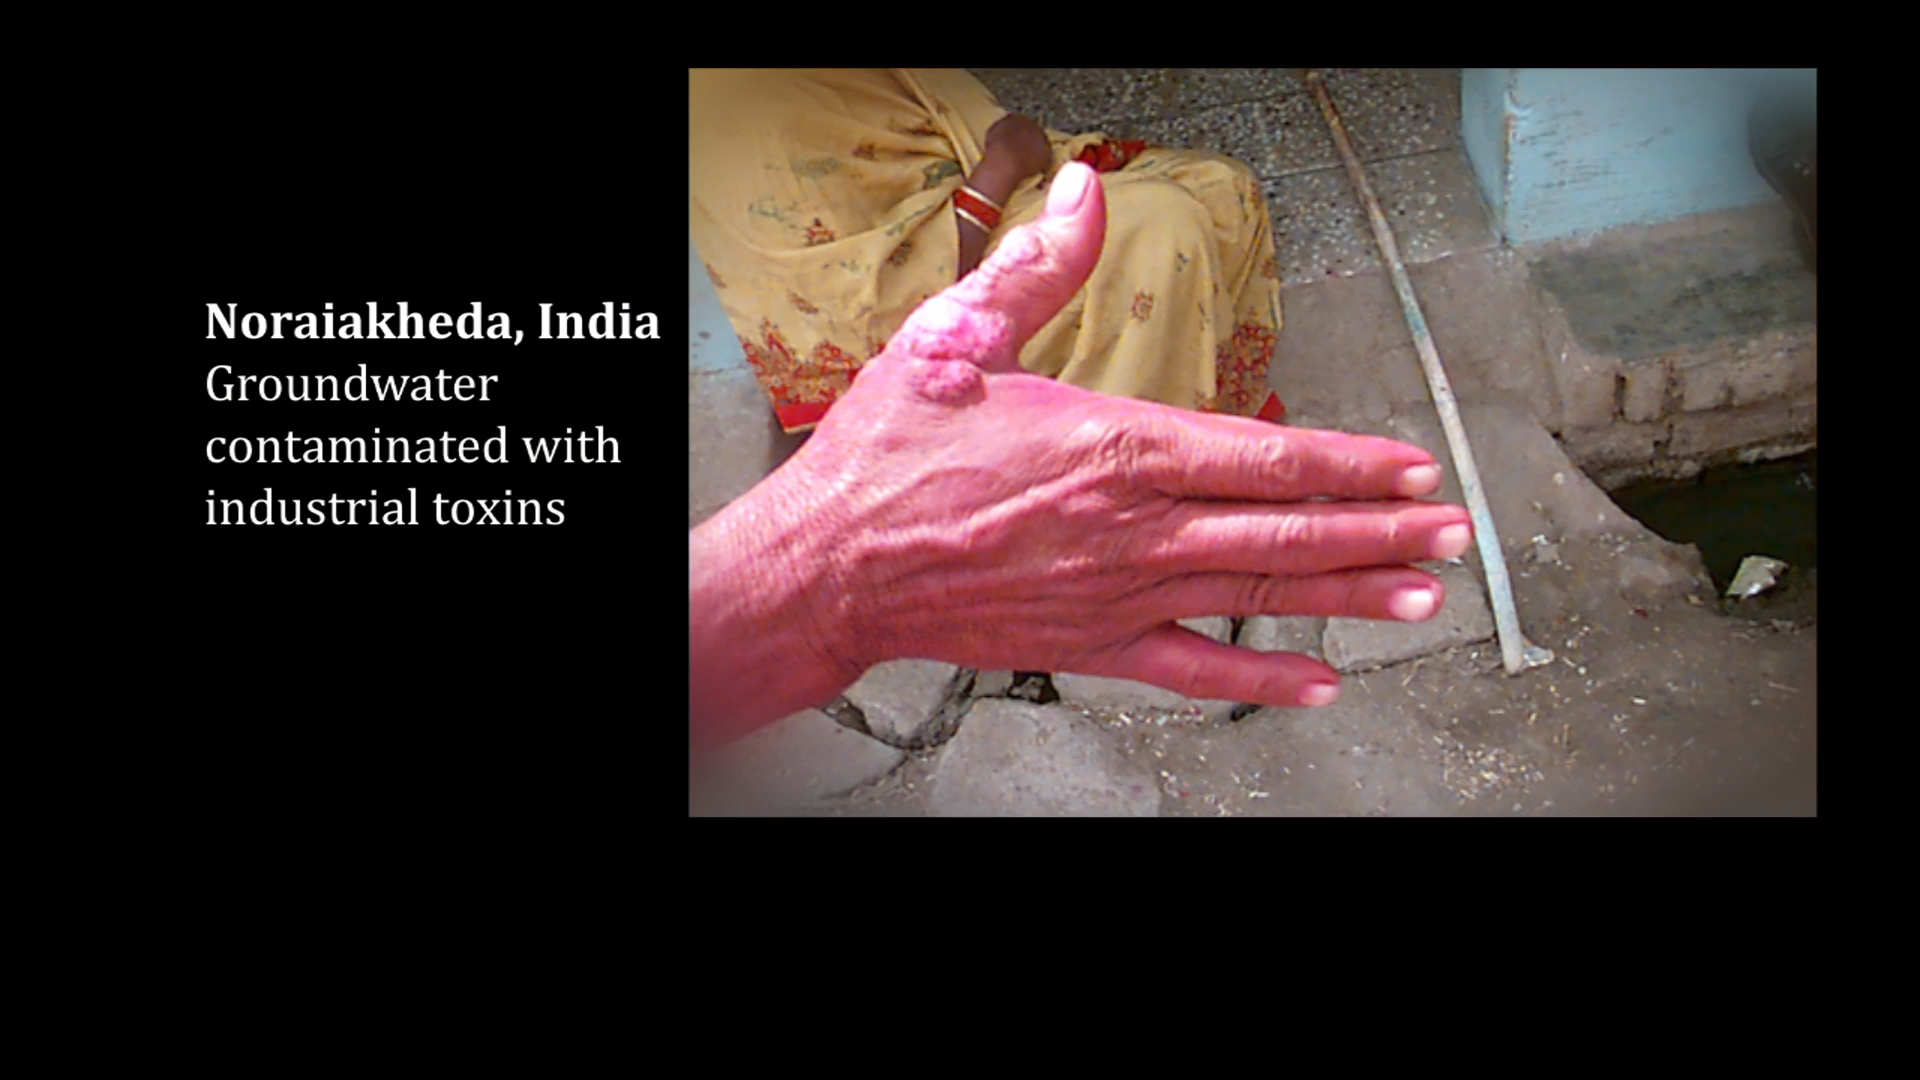 Noraiakheda, India
Groundwater
contaminated with
industrial toxins